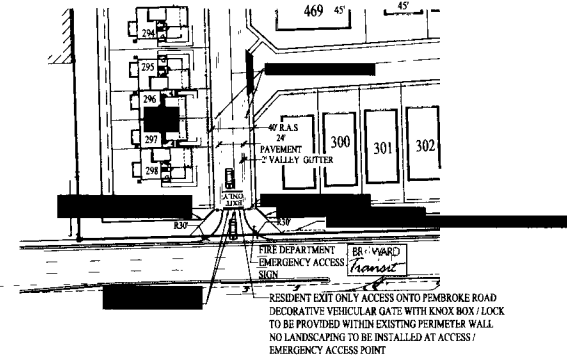 469 45'
45'
294
295
296
297
298
40' R.A.S
24'
PAVEMENT
2' VALLEY GUTTER
300
301
302
EXIT
ONLY
R30'
R30'
FIRE DEPARTMENT
EMERGENCY ACCESS
SIGN
BROWARD
Transit
RESIDENT EXIT ONLY ACCESS ONTO PEMBROKE ROAD
DECORATIVE VEHICULAR GATE WITH KNOX BOX / LOCK
TO BE PROVIDED WITHIN EXISTING PERIMETER WALL
NO LANDSCAPING TO BE INSTALLED AT ACCESS /
EMERGENCY ACCESS POINT